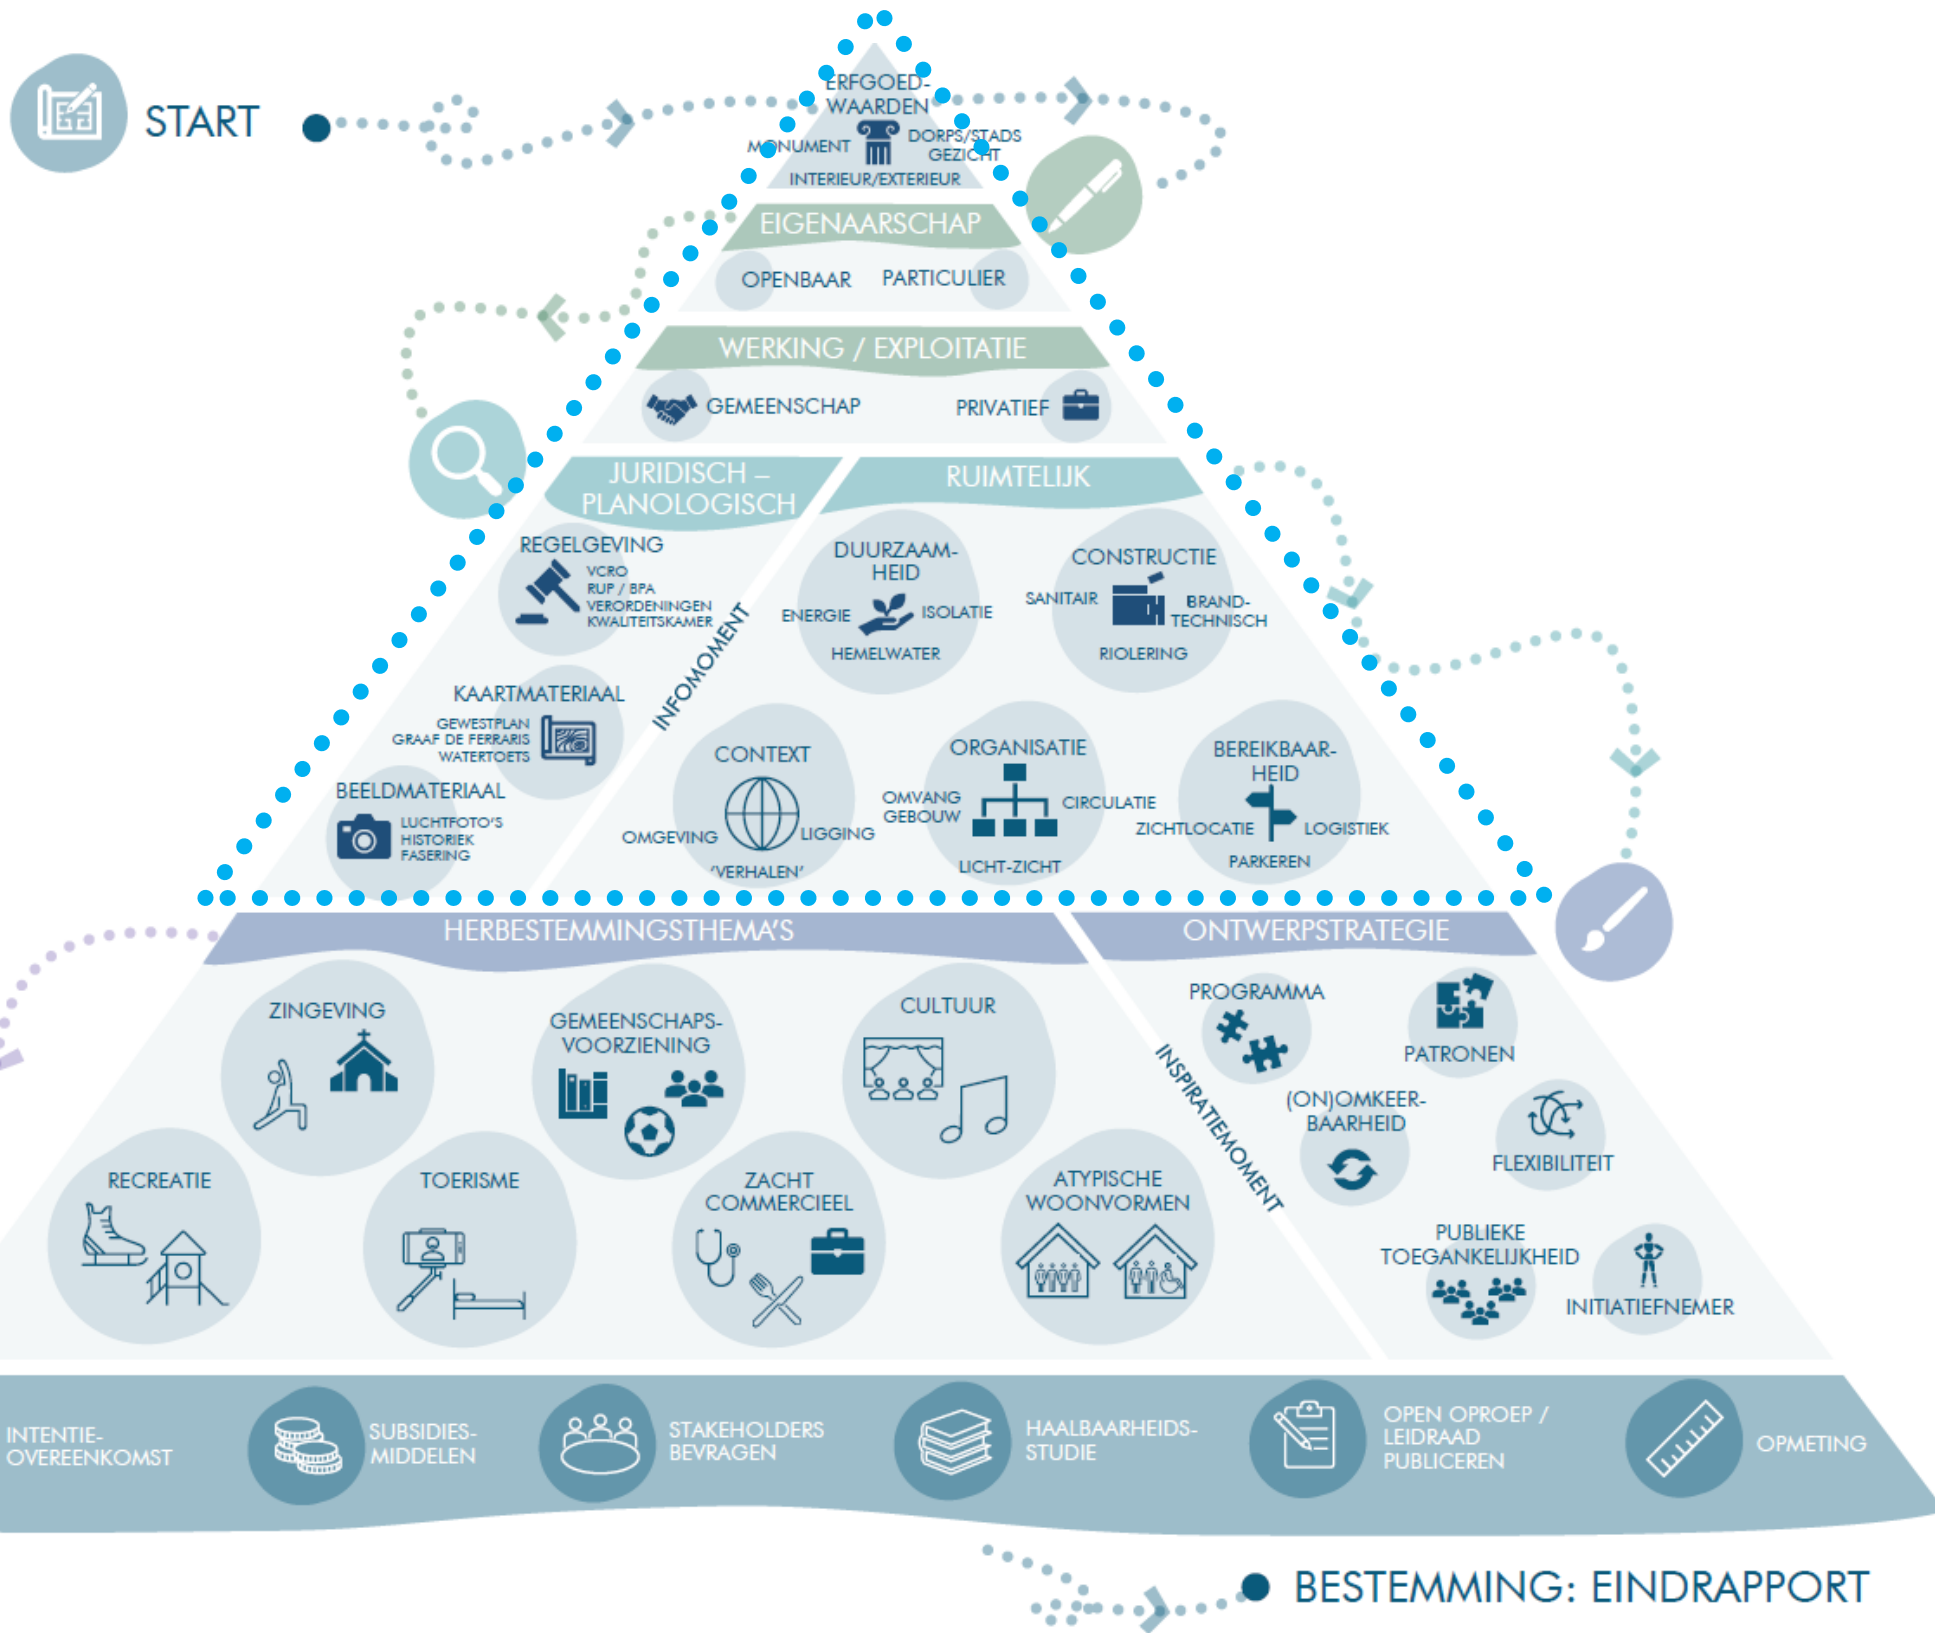 START
ERFGOED-
WAARDEN
MONUMENT
DORPS/STADS
GEZICHT
INTERIEUR/EXTERIEUR
EIGENAARSCHAP
OPENBAAR
PARTICULIER
WERKING / EXPLOITATIE
GEMEENSCHAP
PRIVATIEF
JURIDISCH –
PLANOLOGISCH
REGELGEVING
VCRO
RUP / BPA
VERORDENINGEN
KWALITEITSKAMER
KAARTMATERIAAL
GEWESTPLAN
GRAAF DE FERRARIS
WATERTOETS
BEELDMATERIAAL
LUCHTFOTO'S
HISTORIEK
FASERING
INFOMOMENT
RUIMTELIJK
DUURZAAM-
HEID
ENERGIE
ISOLATIE
HEMELWATER
CONSTRUCTIE
SANITAIR
BRAND-
TECHNISCH
RIOLERING
CONTEXT
OMGEVING
LIGGING
'VERHALEN'
ORGANISATIE
OMVANG
GEBOUW
CIRCULATIE
LICHT-ZICHT
BEREIKBAAR-
HEID
ZICHTLOCATIE
LOGISTIEK
PARKEREN
HERBESTEMMINGSTHEMA'S
ZINGEVING
GEMEENSCHAPS-
VOORZIENING
CULTUUR
RECREATIE
TOERISME
ZACHT
COMMERCIEEL
ATYPISCHE
WOONVORMEN
INSPIRATIEMOMENT
ONTWERPSTRATEGIE
PROGRAMMA
PATRONEN
(ON)OMKEER-
BAARHEID
FLEXIBILITEIT
PUBLIEKE
TOEGANKELIJKHEID
INITIATIEFNEMER
INTENTIE-
OVEREENKOMST
SUBSIDIES-
MIDDELEN
STAKEHOLDERS
BEVRAGEN
HAALBAARHEIDS-
STUDIE
OPEN OPROEP /
LEIDRAAD
PUBLICEREN
OPMETING
BESTEMMING: EINDRAPPORT